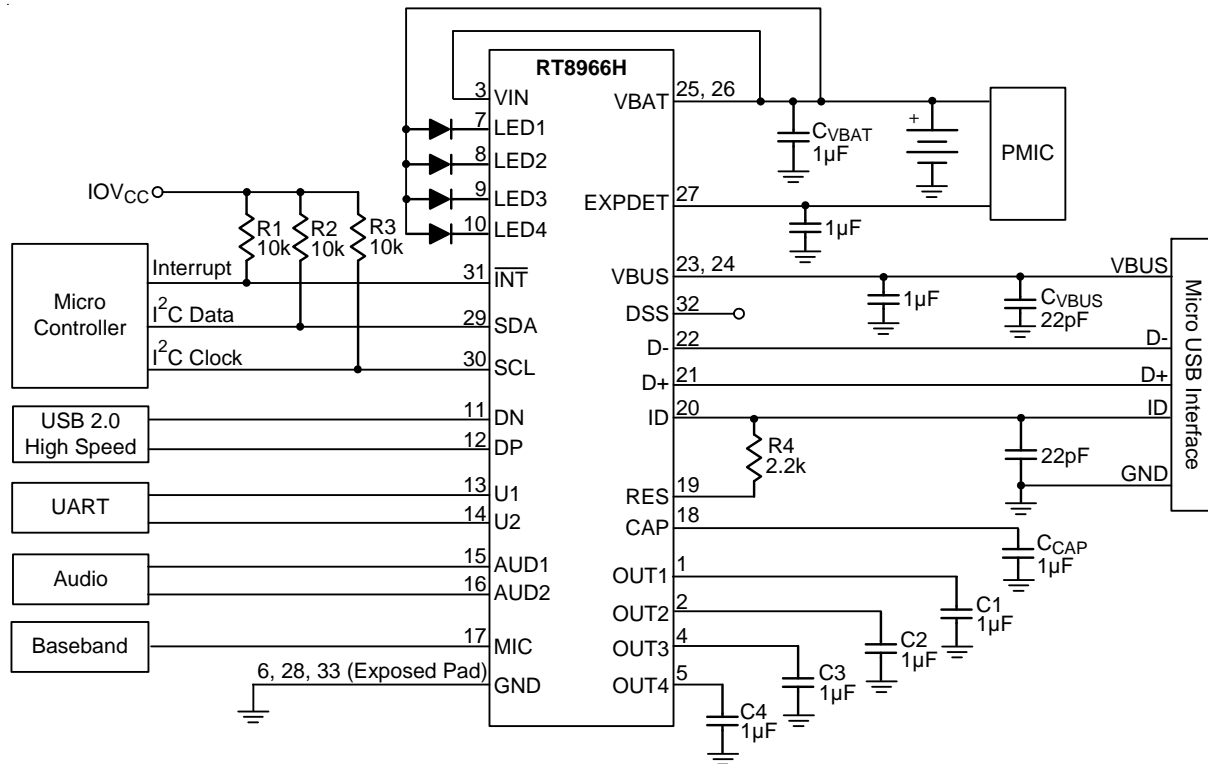 RT8966H
3
VIN
7
LED1
8
LED2
9
LED3
10
LED4
IOVCC
R1
10k
R2
10k
R3
10k
Micro
Controller
Interrupt
31
INT
I2C Data
29
SDA
I2C Clock
30
SCL
USB 2.0
High Speed
11
DN
12
DP
UART
13
U1
14
U2
Audio
15
AUD1
16
AUD2
Baseband
17
MIC
6, 28, 33 (Exposed Pad)
GND
VBAT
25, 26
CVBAT
1µF
+
PMIC
EXPDET
27
1µF
VBUS
23, 24
1µF
CVBUS
22pF
DSS
32
D-
22
D+
21
ID
20
R4
2.2k
22pF
RES
19
CAP
18
CCAP
1µF
OUT1
1
C1
1µF
OUT2
2
C2
1µF
OUT3
4
C3
1µF
OUT4
5
C4
1µF
VBUS
D-
D+
ID
GND
Micro USB Interface